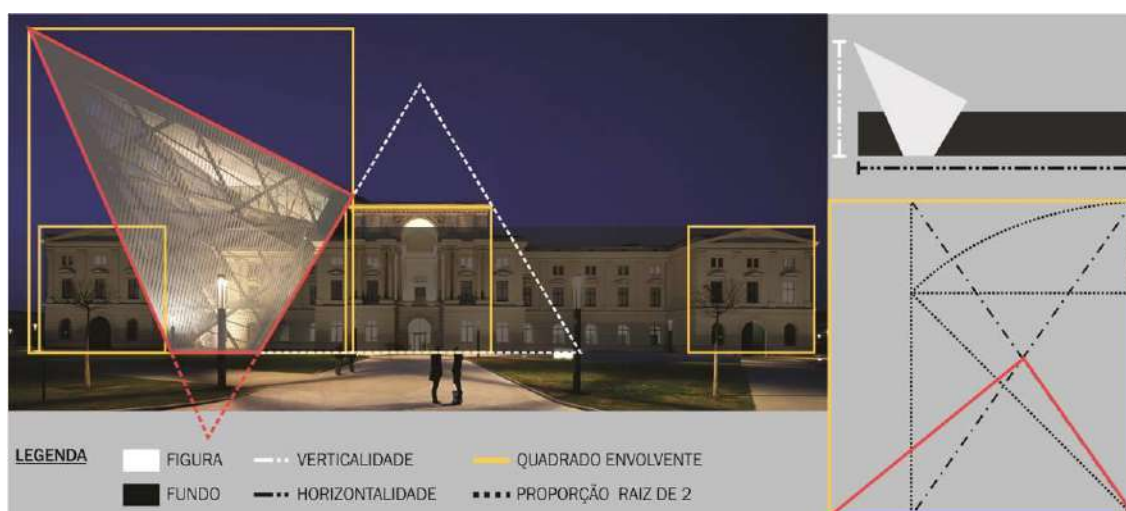 LEGENDA
FIGURA
VERTICALIDADE
QUADRADO ENVOLVENTE
FUNDO
HORIZONTALIDADE
PROPORÇÃO RAIZ DE 2